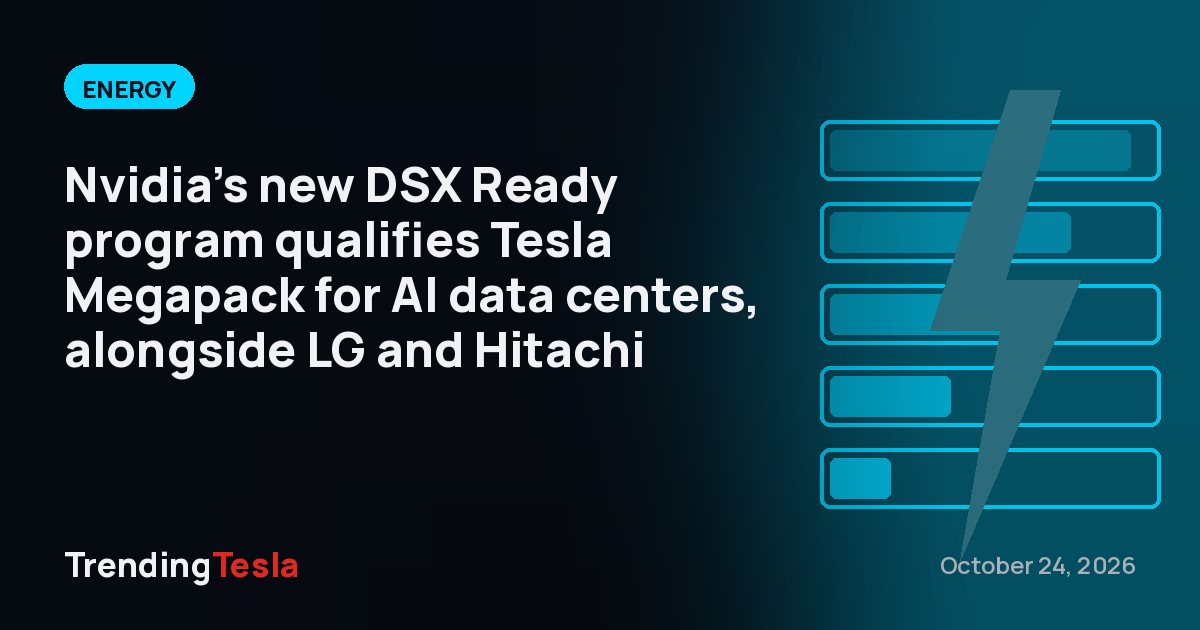 ENERGY
Nvidia’s new DSX Ready
program qualifies Tesla
Megapack for AI data centers,
alongside LG and Hitachi
TrendingTesla
October 24, 2026